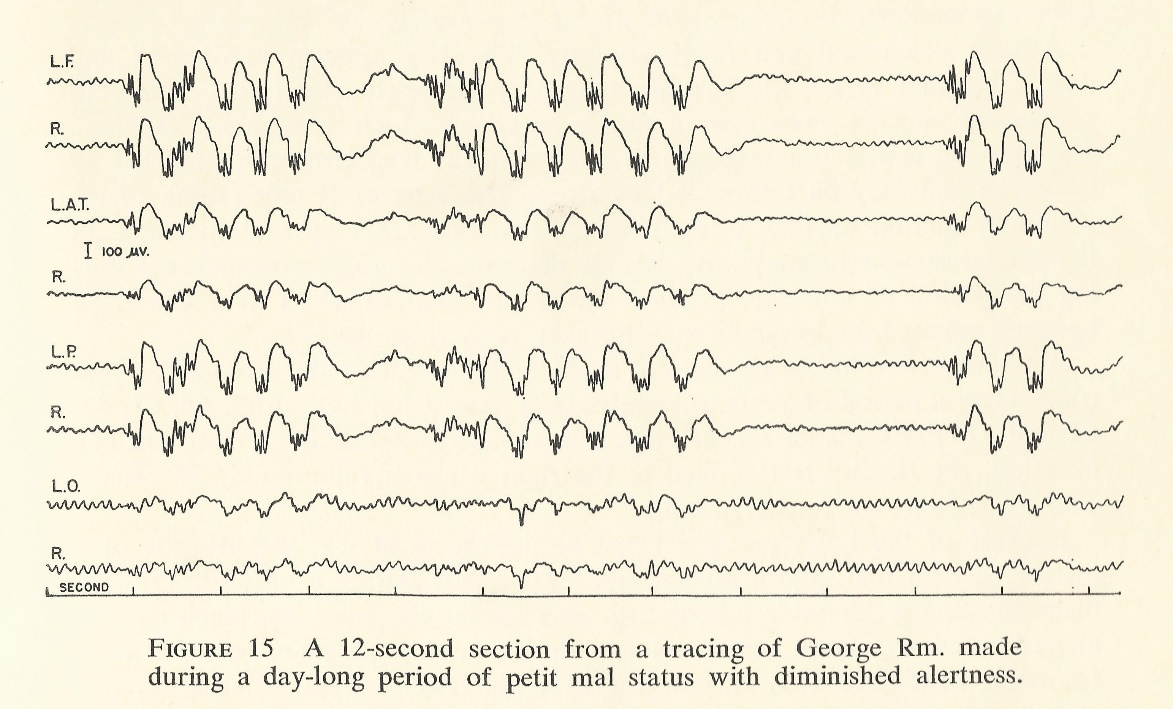 L.F.
R.
L.A.T.
I 100 µV.
R.
L.P.
R.
L.O.
R.
SECOND
FIGURE 15 A 12-second section from a tracing of George Rm. made
during a day-long period of petit mal status with diminished alertness.